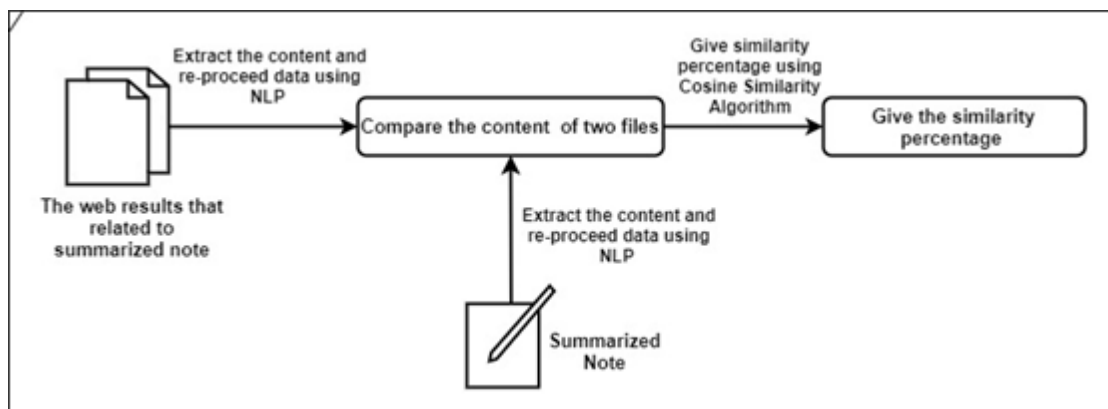 Extract the content and
re-proceed data using
NLP
Give similarity
percentage using
Cosine Similarity
Algorithm
Compare the content of two files
Give the similarity
percentage
The web results that
related to
summarized note
Extract the content and
re-proceed data using
NLP
Summarized
Note